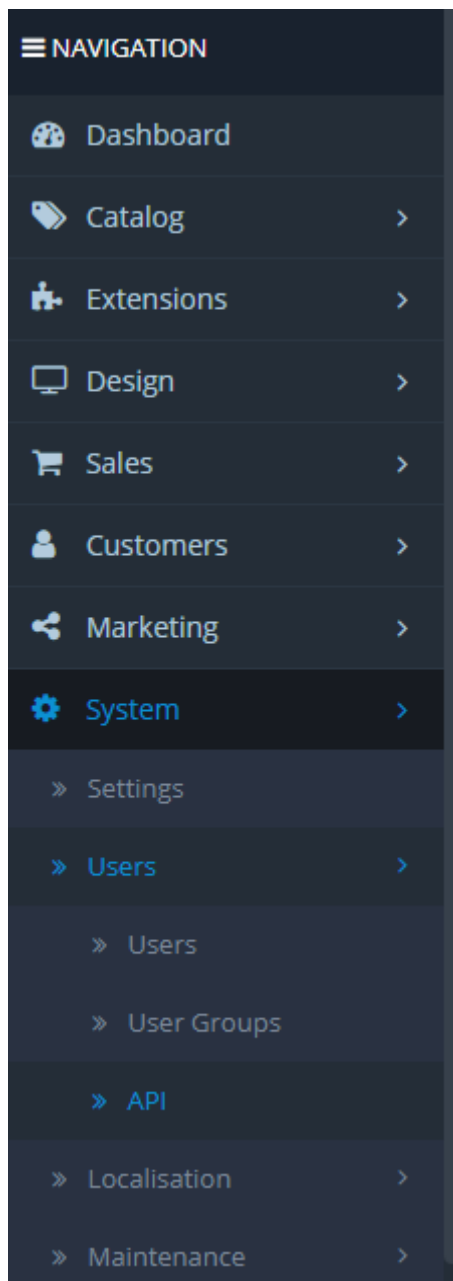 NAVIGATION
Dashboard
Catalog
Extensions
Design
Sales
Customers
Marketing
System
Settings
Users
Users
User Groups
API
Localisation
Maintenance